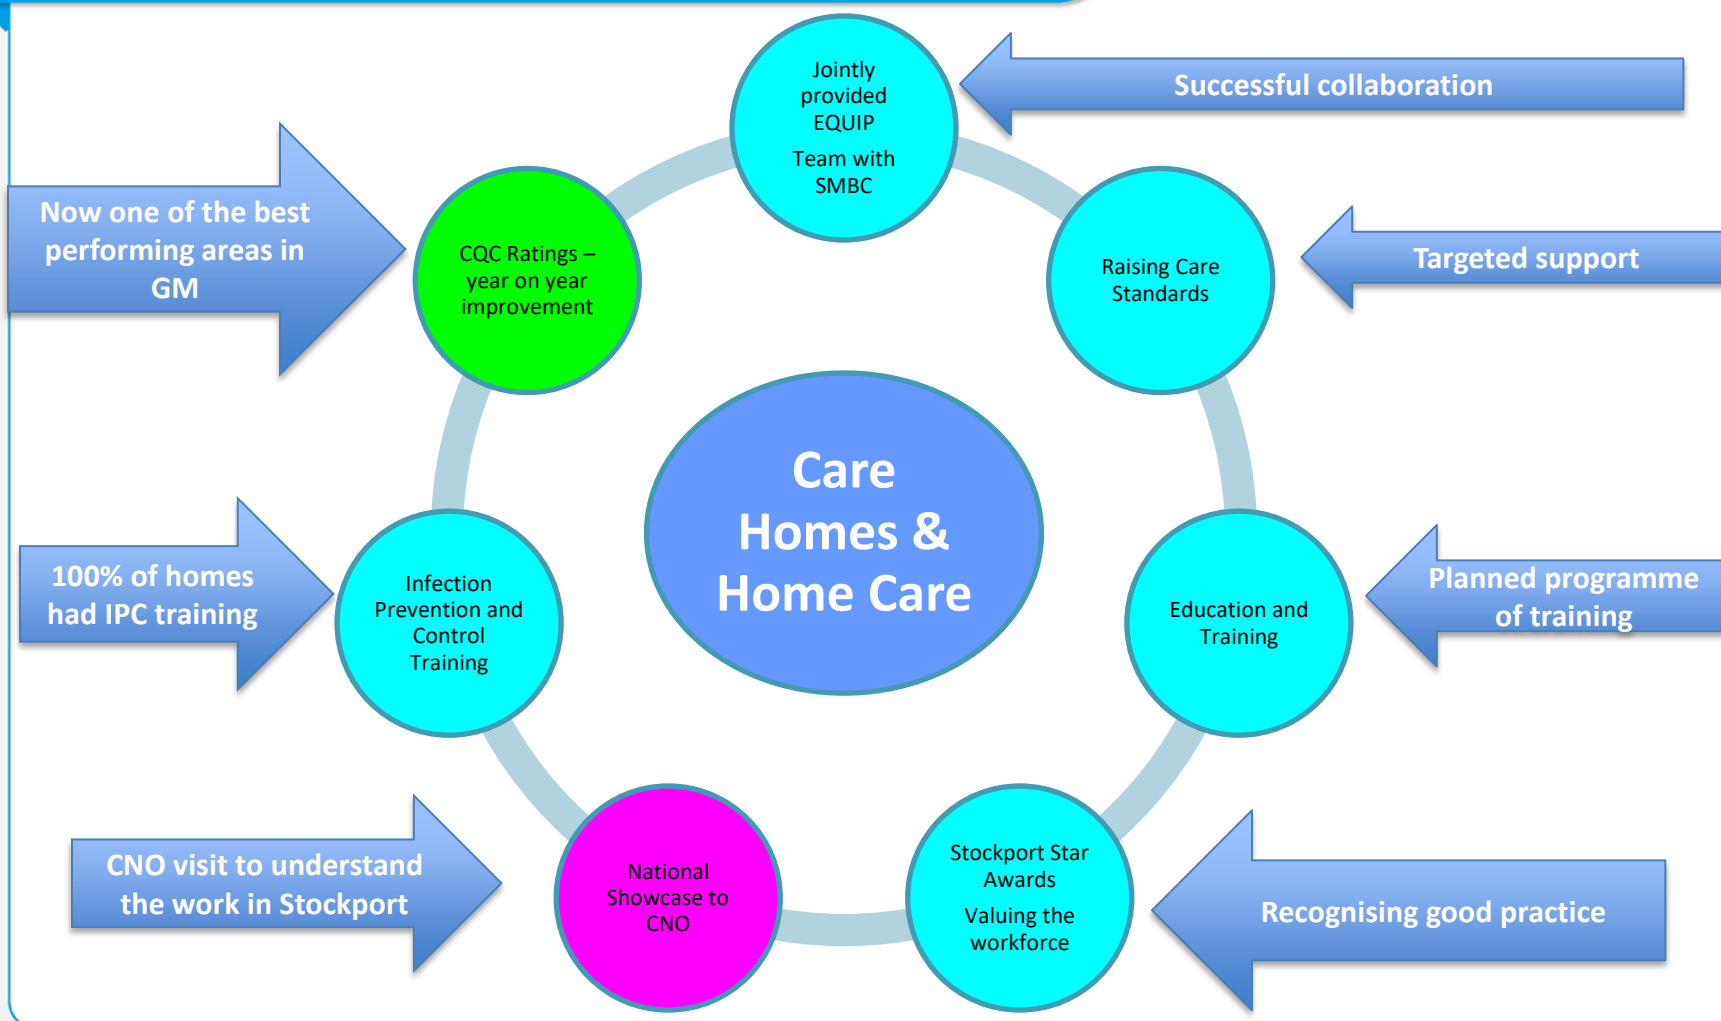 Jointly
provided
EQUIP
Team with
SMBC
Successful collaboration
Raising Care
Standards
Targeted support
Education and
Training
Planned programme
of training
Stockport Star
Awards
Valuing the
workforce
Recognising good practice
National
Showcase to
CNO
CNO visit to understand
the work in Stockport
Infection
Prevention and
Control
Training
100% of homes
had IPC training
CQC Ratings –
year on year
improvement
Now one of the best
performing areas in
GM
Care
Homes &
Home Care